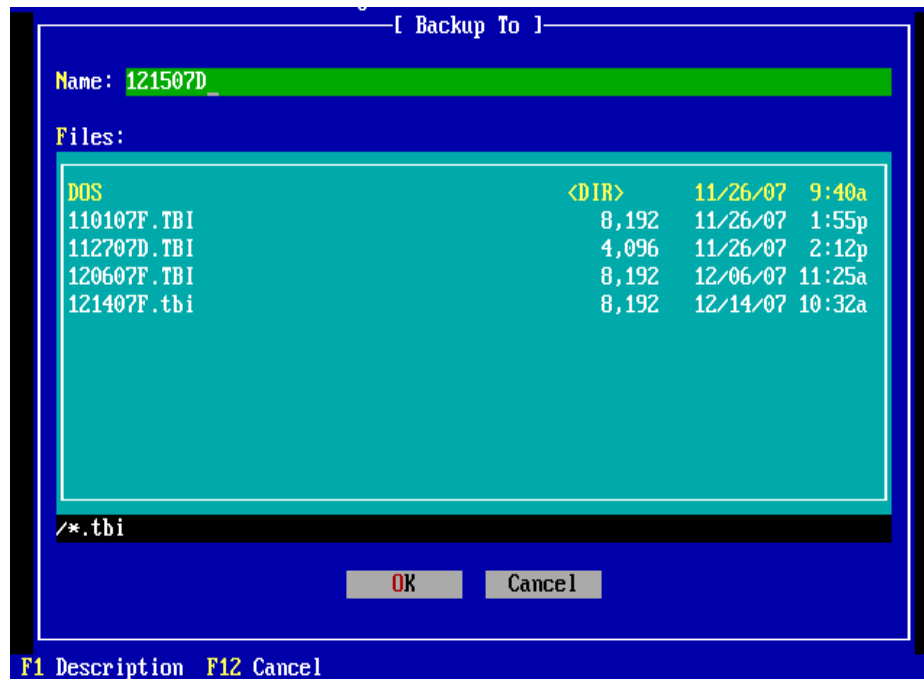 [ Backup To ]
Name: 121507D_
Files:
DOS <DIR> 11/26/07 9:40a
110107F.TBI 8,192 11/26/07 1:55p
112707D.TBI 4,096 11/26/07 2:12p
120607F.TBI 8,192 12/06/07 11:25a
121407F.tbi 8,192 12/14/07 10:32a
/*.tbi
OK Cancel
F1 Description F12 Cancel